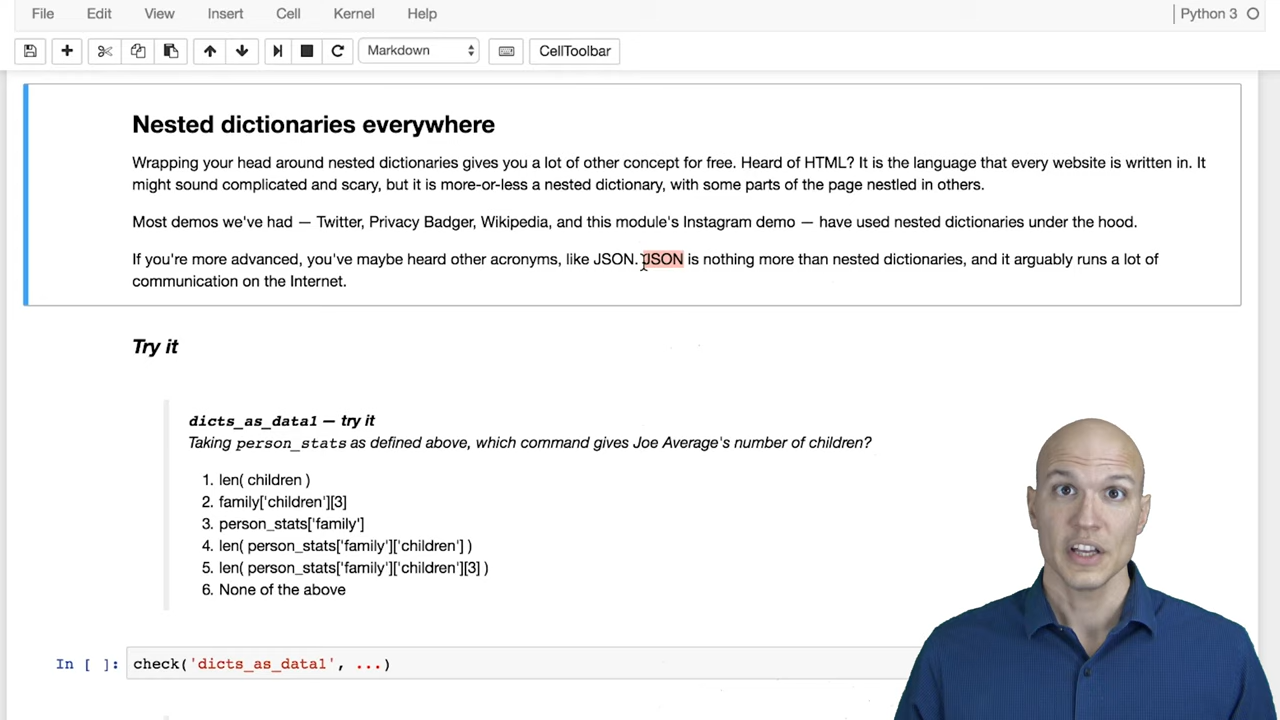 File Edit View Insert Cell Kernel Help Python 3
Markdown CellToolbar
Nested dictionaries everywhere
Wrapping your head around nested dictionaries gives you a lot of other concept for free. Heard of HTML? It is the language that every website is written in. It
might sound complicated and scary, but it is more-or-less a nested dictionary, with some parts of the page nestled in others.
Most demos we've had — Twitter, Privacy Badger, Wikipedia, and this module's Instagram demo — have used nested dictionaries under the hood.
If you're more advanced, you've maybe heard other acronyms, like JSON. JSON is nothing more than nested dictionaries, and it arguably runs a lot of
communication on the Internet.
Try it
dicts_as_data1 — try it
Taking person_stats as defined above, which command gives Joe Average's number of children?
1. len( children )
2. family['children'][3]
3. person_stats['family']
4. len( person_stats['family']['children'] )
5. len( person_stats['family']['children'][3] )
6. None of the above
In [ ]: check('dicts_as_data1', ...)